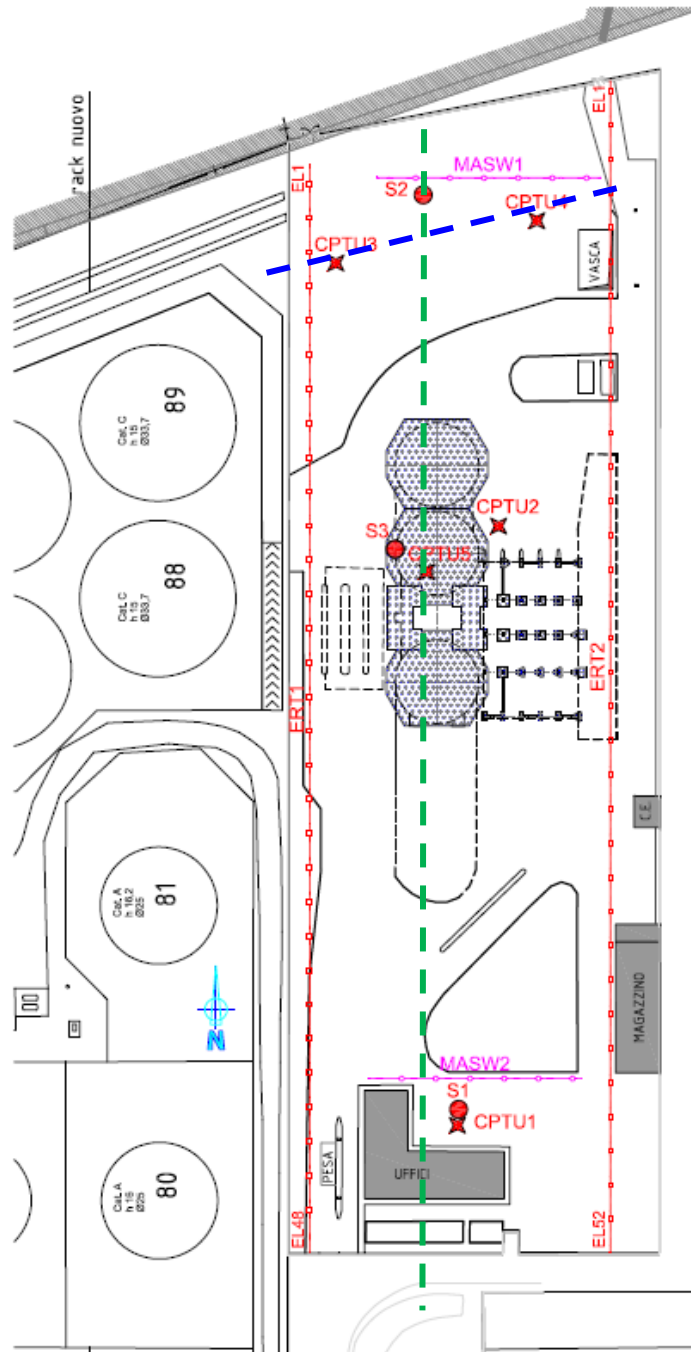 rack nuovo
EL1
EL1
MASW1
S2
CPTU4
CPTU3
VASCA
89
Cat. C
h 15
Ø33,7
CPTU2
S3
CPTU5
88
Cat. C
h 15
Ø33,7
ERT1
ERT2
C.E.
81
Cat. A
h 16,2
Ø25
N
MAGAZZINO
MASW2
S1
CPTU1
PESA
UFFICI
80
Cat. A
h 16
Ø25
EL48
EL52